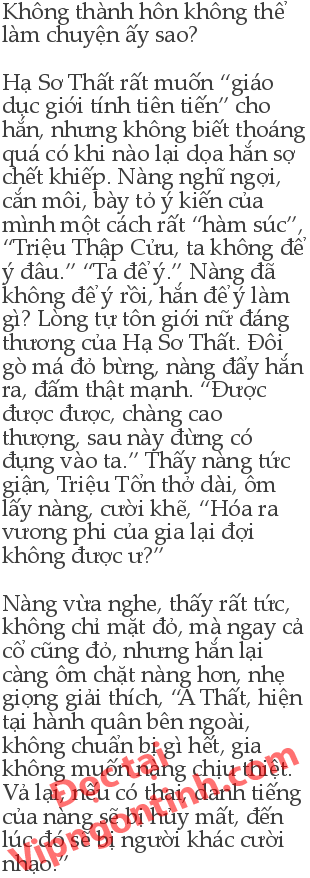 Không thành hôn không thể
làm chuyện ấy sao?
Hạ Sơ Thất rất muốn “giáo
dục giới tính tiên tiến” cho
hắn, nhưng không biết thoáng
quá có khi nào lại dọa hắn sợ
chết khiếp. Nàng nghĩ ngợi,
cắn môi, bày tỏ ý kiến của
mình một cách rất “hàm súc”,
“Triệu Thập Cửu, ta không để
ý đâu.” “Ta để ý.” Nàng đã
không để ý rồi, hắn để ý làm
gì? Lòng tự tôn giới nữ đáng
thương của Hạ Sơ Thất. Đôi
gò má đỏ bừng, nàng đẩy hắn
ra, đấm thật mạnh. “Được
được được, chàng cao
thượng, sau này đừng có
đụng vào ta.” Thấy nàng tức
giận, Triệu Tổn thở dài, ôm
lấy nàng, cười khẽ, “Hóa ra
vương phi của gia lại đợi
không được ư?”
Nàng vừa nghe, thấy rất tức,
không chỉ mặt đỏ, mà ngay cả
cổ cũng đỏ, nhưng hắn lại
càng ôm chặt nàng hơn, nhẹ
giọng giải thích, “A Thất, hiện
tại hành quân bên ngoài,
không chuẩn bị gì hết, gia
không muốn nàng chịu thiệt.
Vả lại, nếu có thai, danh tiếng
của nàng sẽ bị hủy mất, đến
lúc đó sẽ bị người khác cười
nhạo.”
Đọc tại
Vipngontinh.com